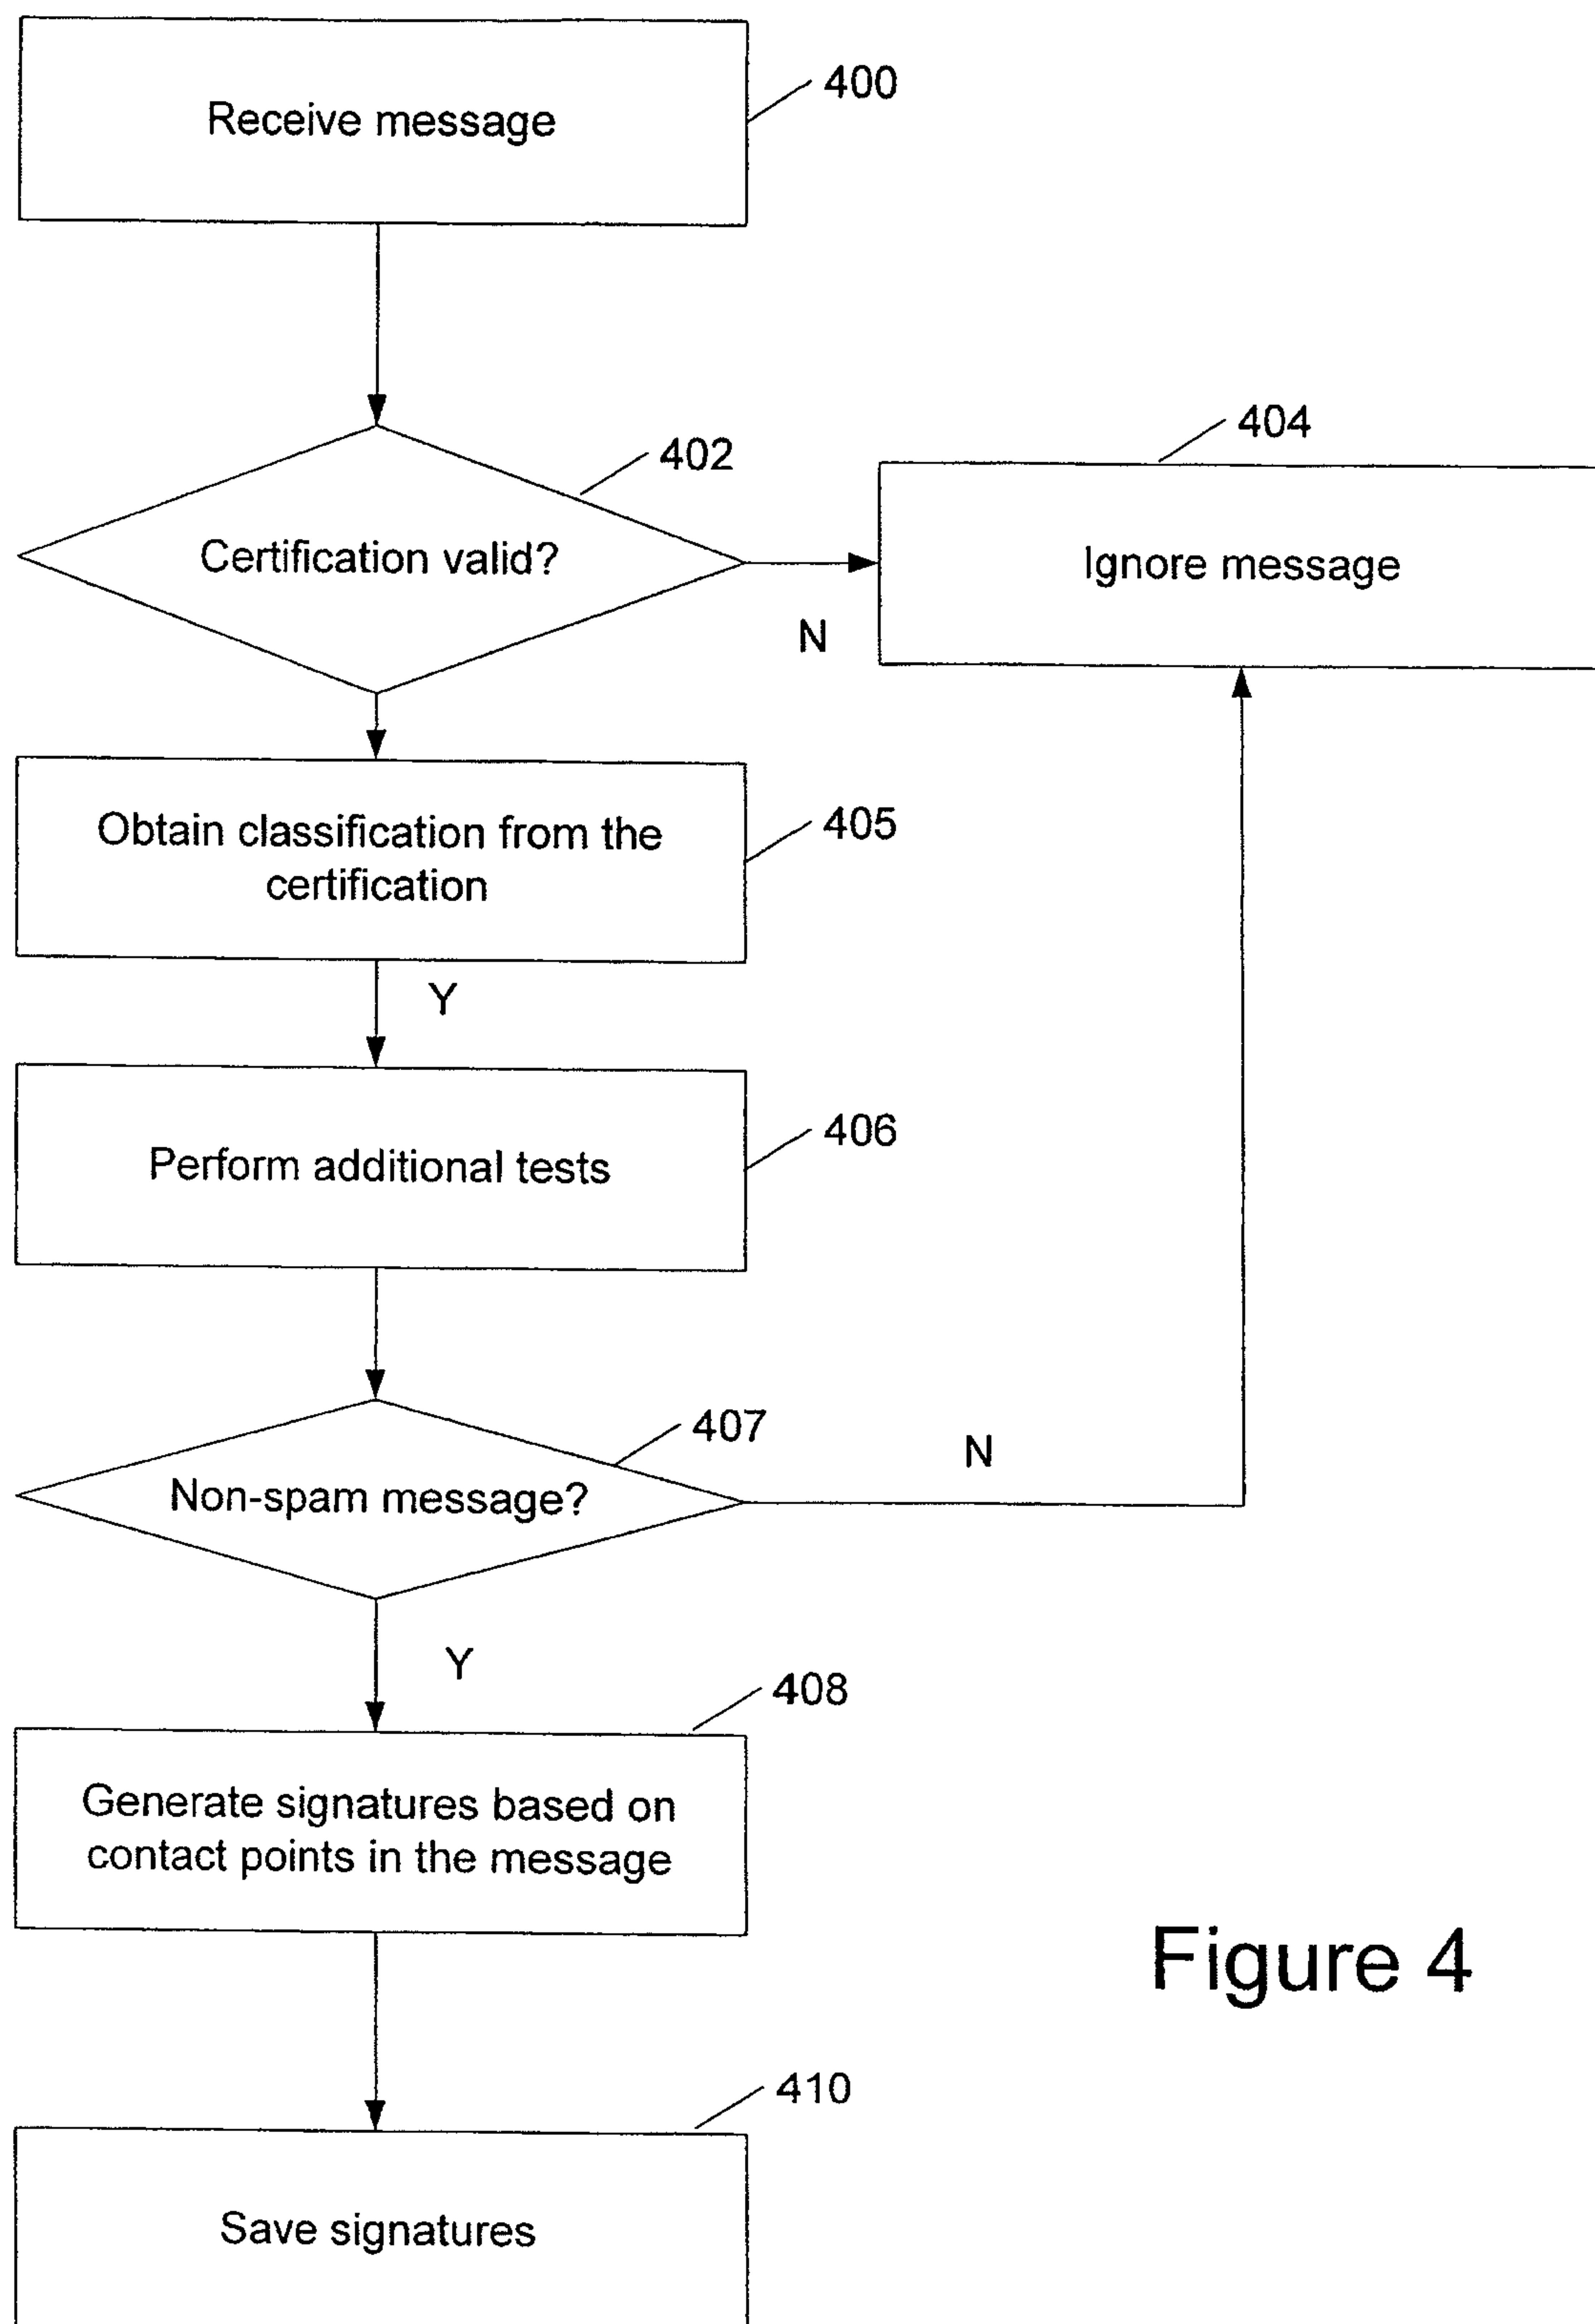 Receive message
400
402
Certification valid?
N
404
Ignore message
Obtain classification from the
certification
405
Y
Perform additional tests
406
407
Non-spam message?
N
Y
408
Generate signatures based on
contact points in the message
410
Save signatures
Figure 4